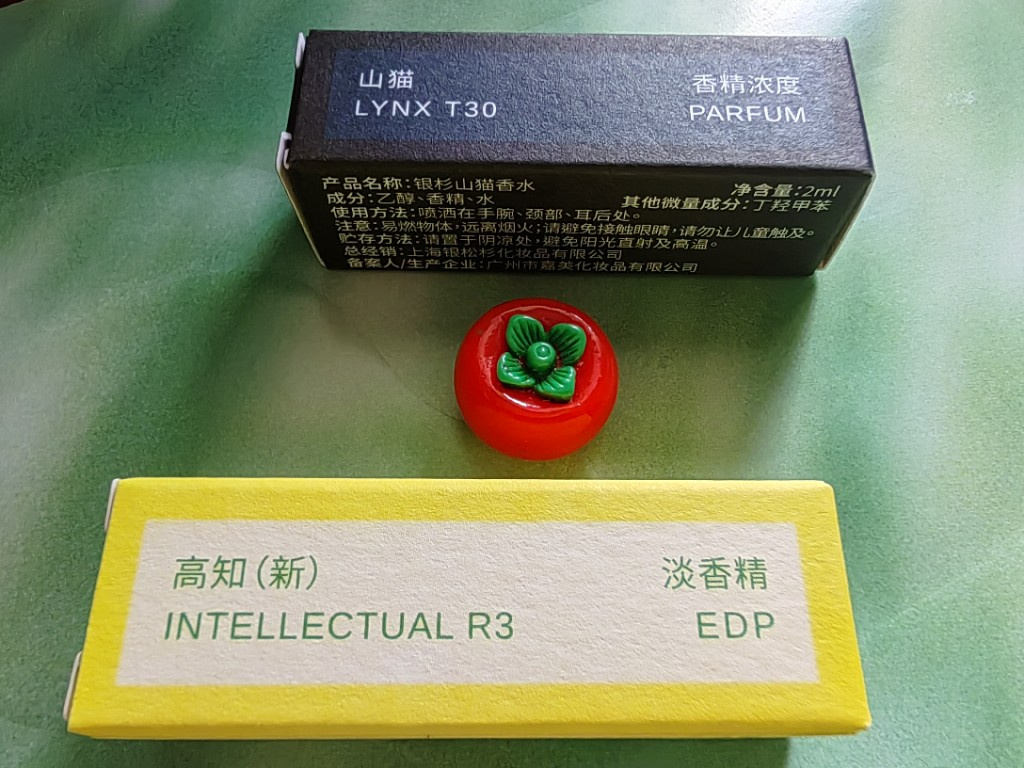 山猫
LYNX T30
香精浓度
PARFUM
产品名称:银杉山猫香水
净含量:2ml
成分:乙醇、香精、水
其他微量成分:丁羟甲苯
使用方法:喷洒在手腕、颈部、耳后处。
注意:易燃物体,远离烟火;请避免接触眼睛,请勿让儿童触及。
贮存方法:请置于阴凉处,避免阳光直射及高温。
总经销:上海银松杉化妆品有限公司
备案人/生产企业:广州市嘉美化妆品有限公司
高知(新)
INTELLECTUAL R3
淡香精
EDP